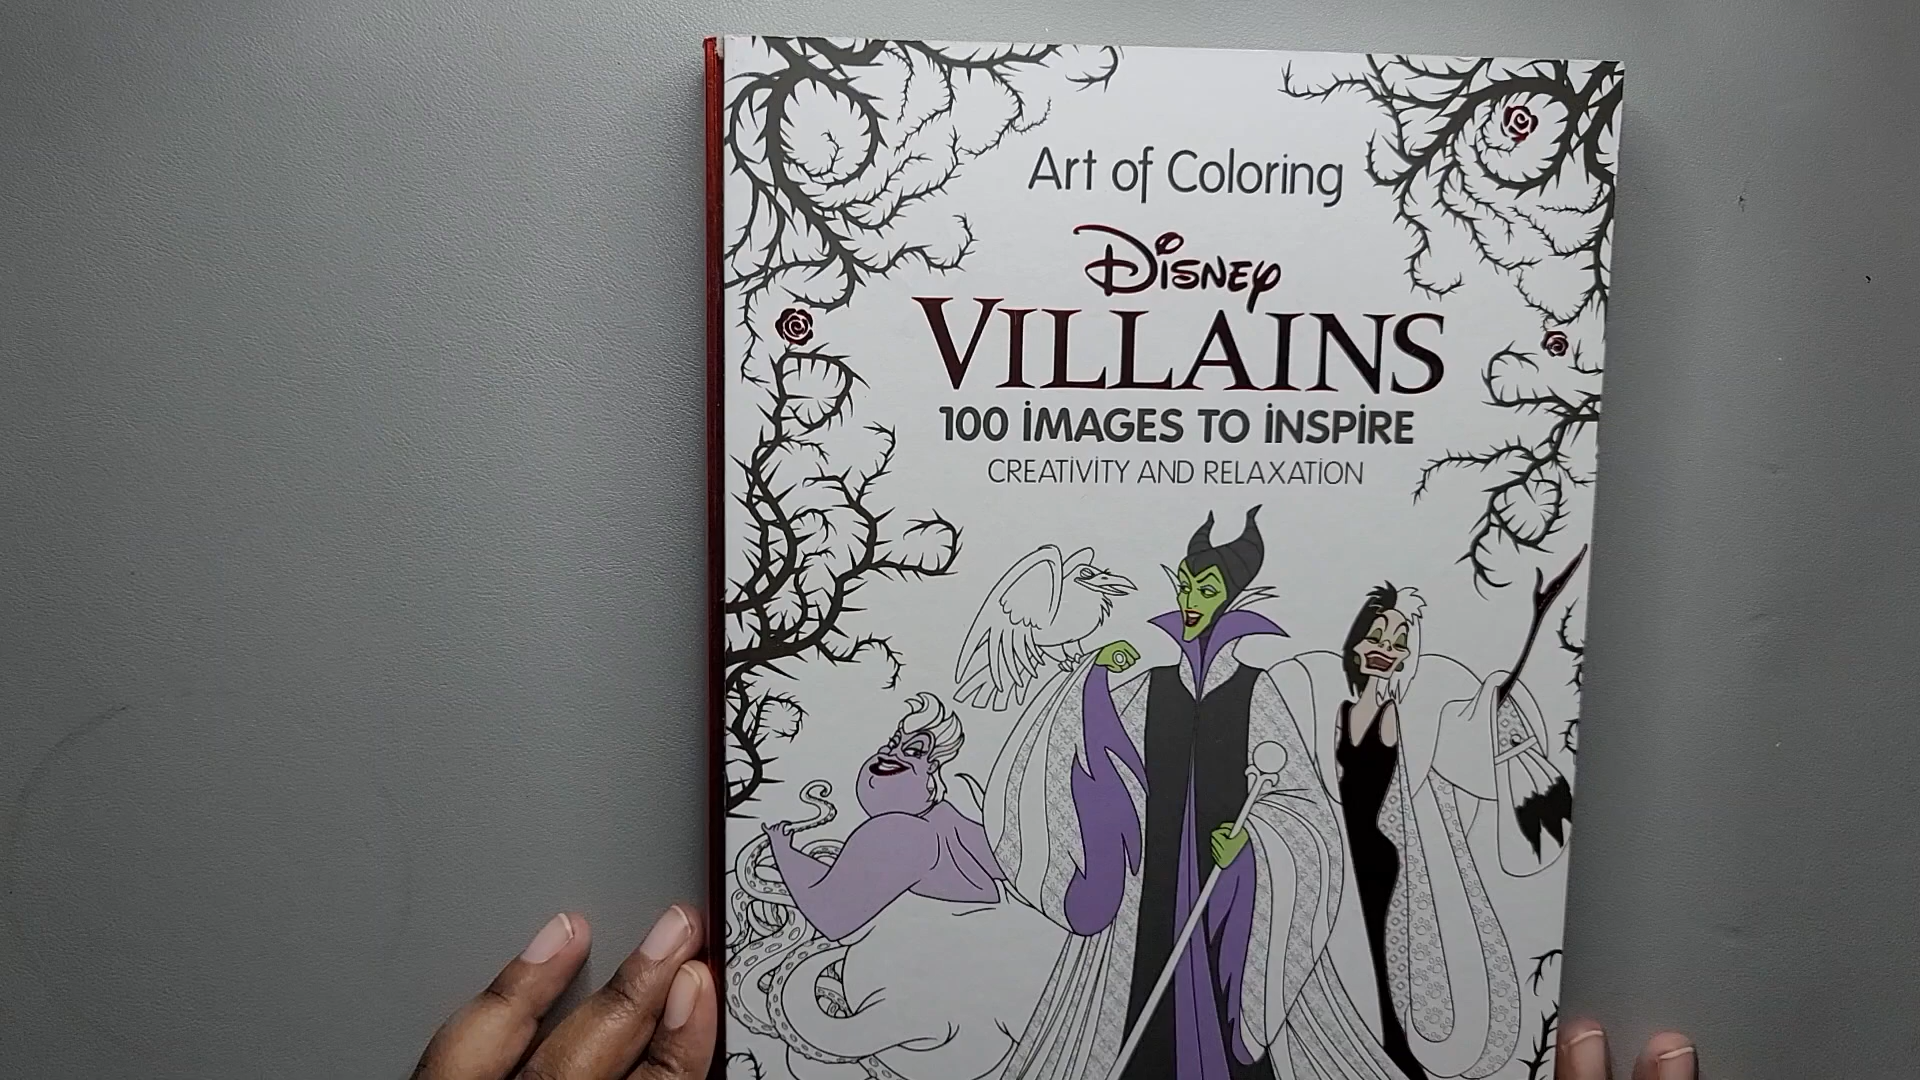 Art of Coloring
Disney
VILLAINS
100 iMAGES TO iNSPiRE
CREATiViTY AND RELAXATiON